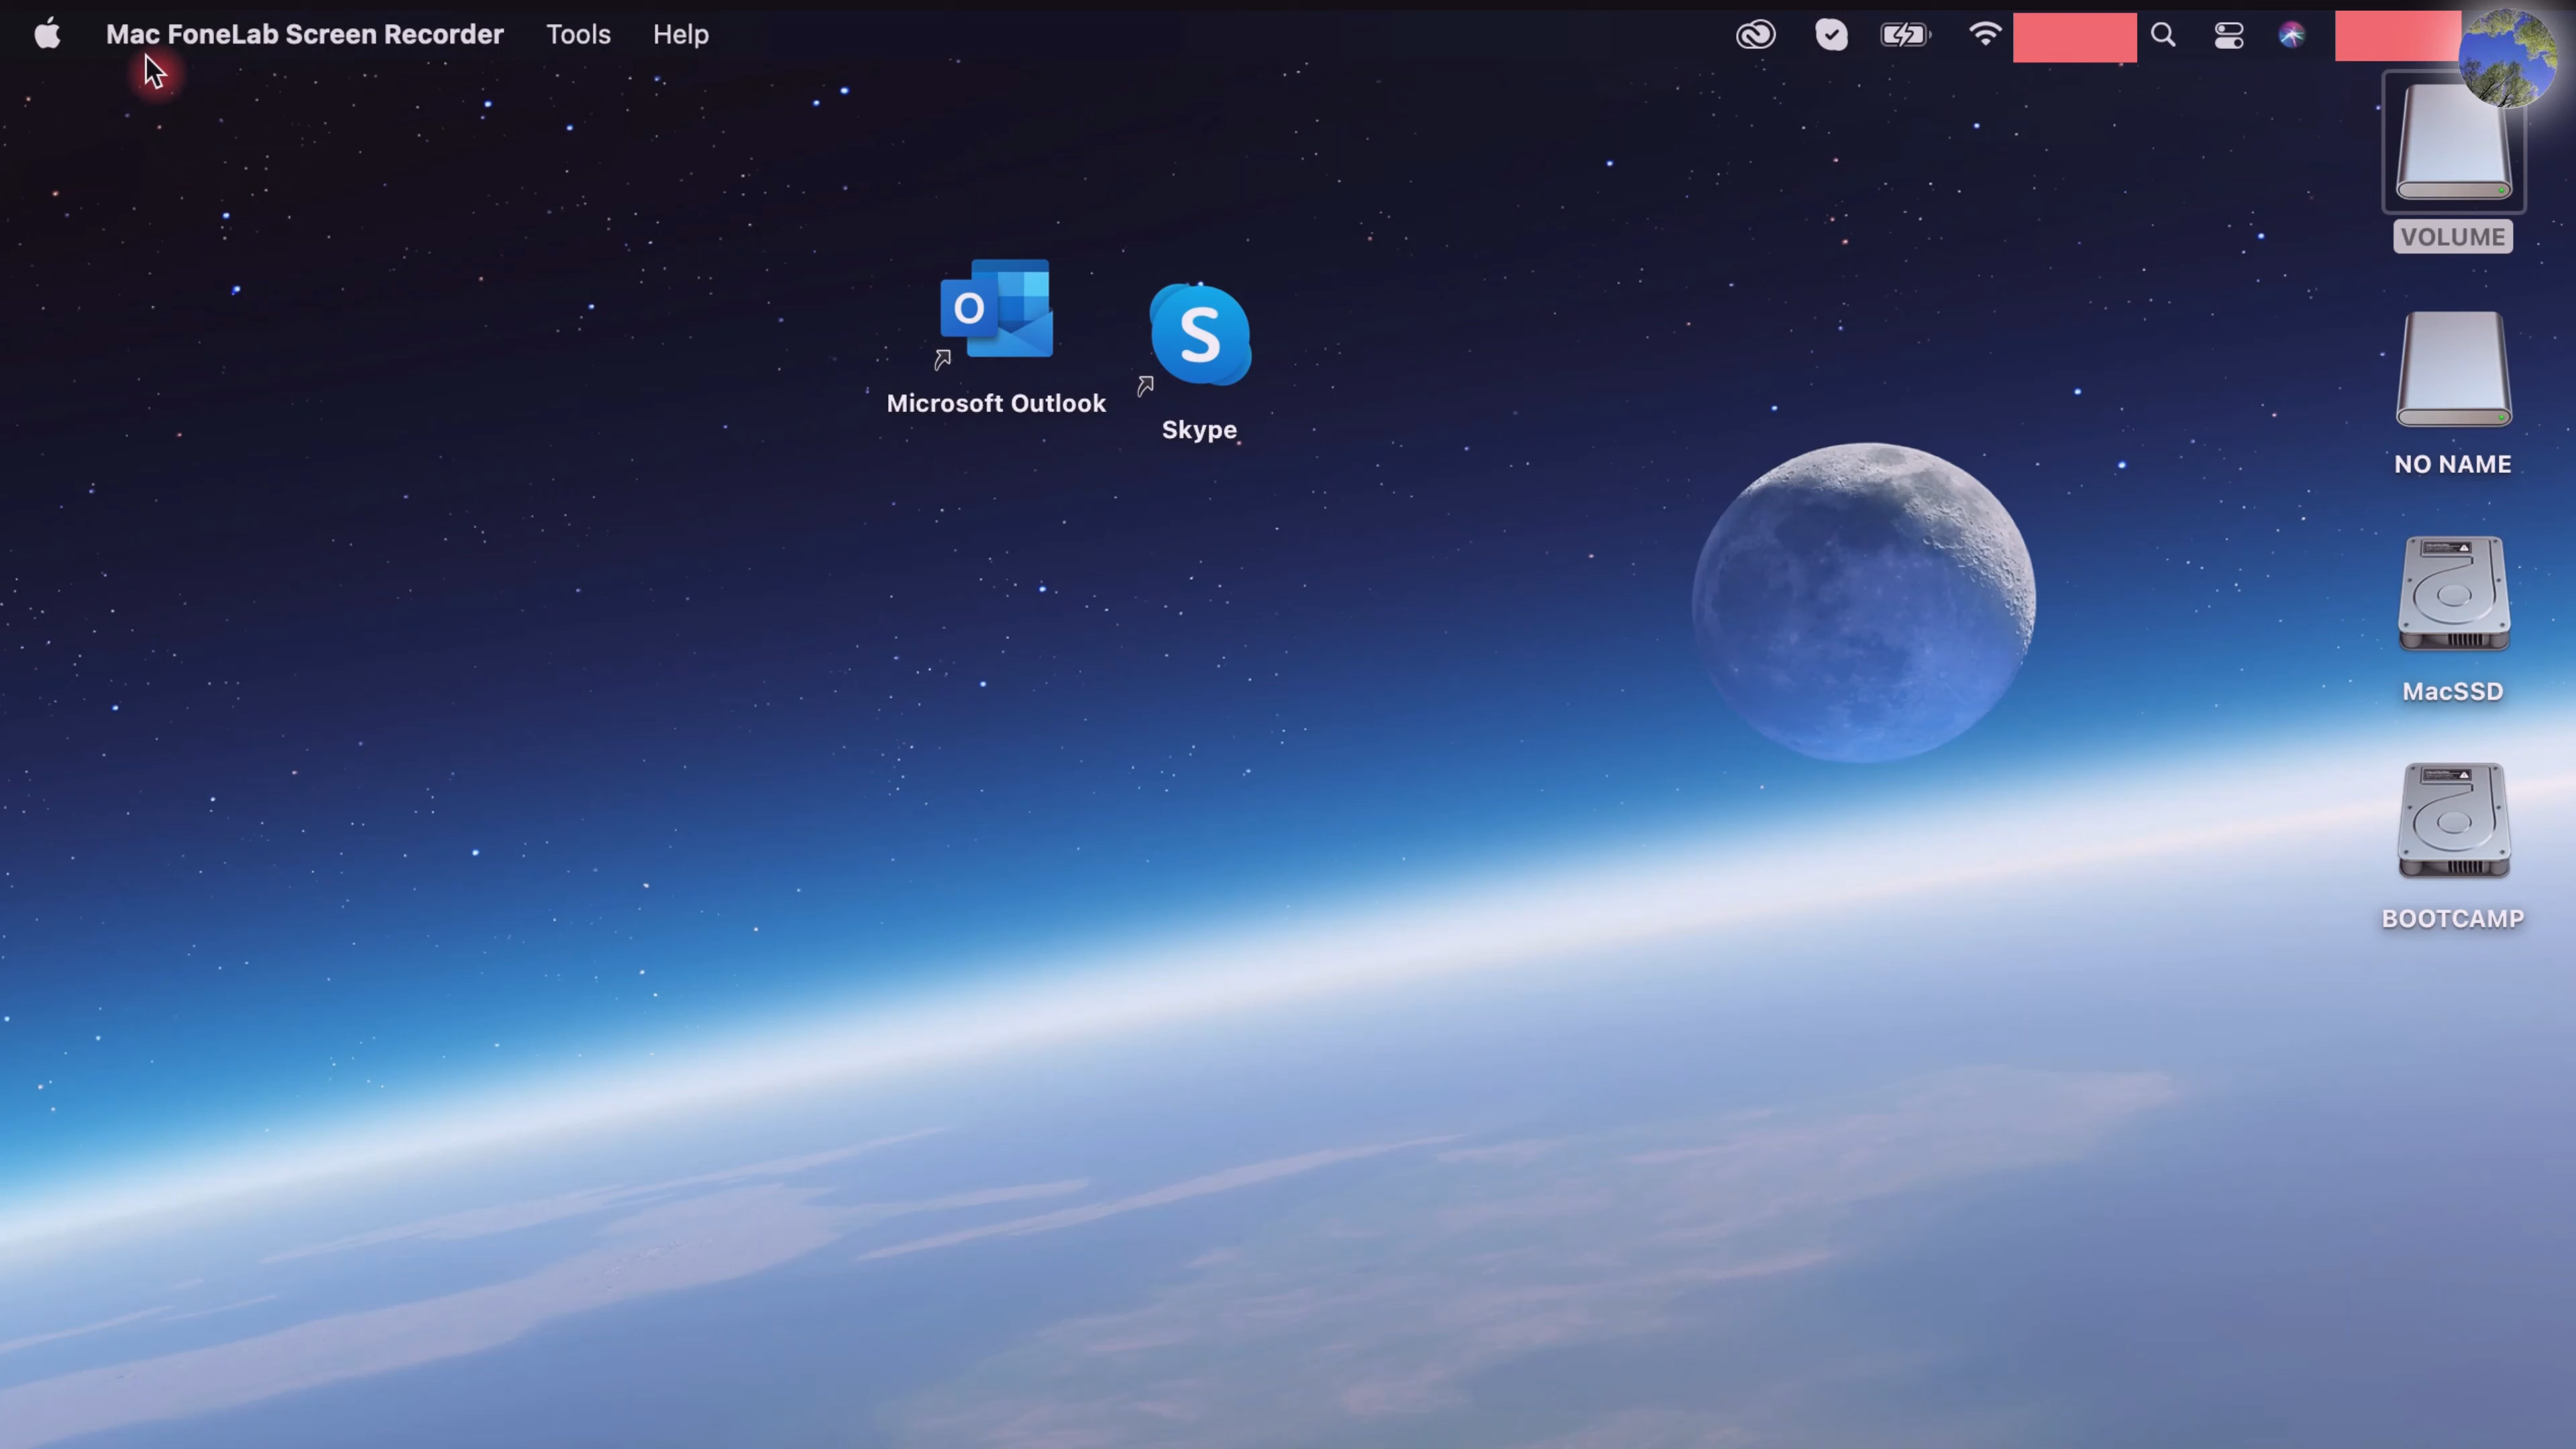 Mac FoneLab Screen Recorder Tools Help
VOLUME
O
S
Microsoft Outlook
Skype
NO NAME
MacSSD
BOOTCAMP